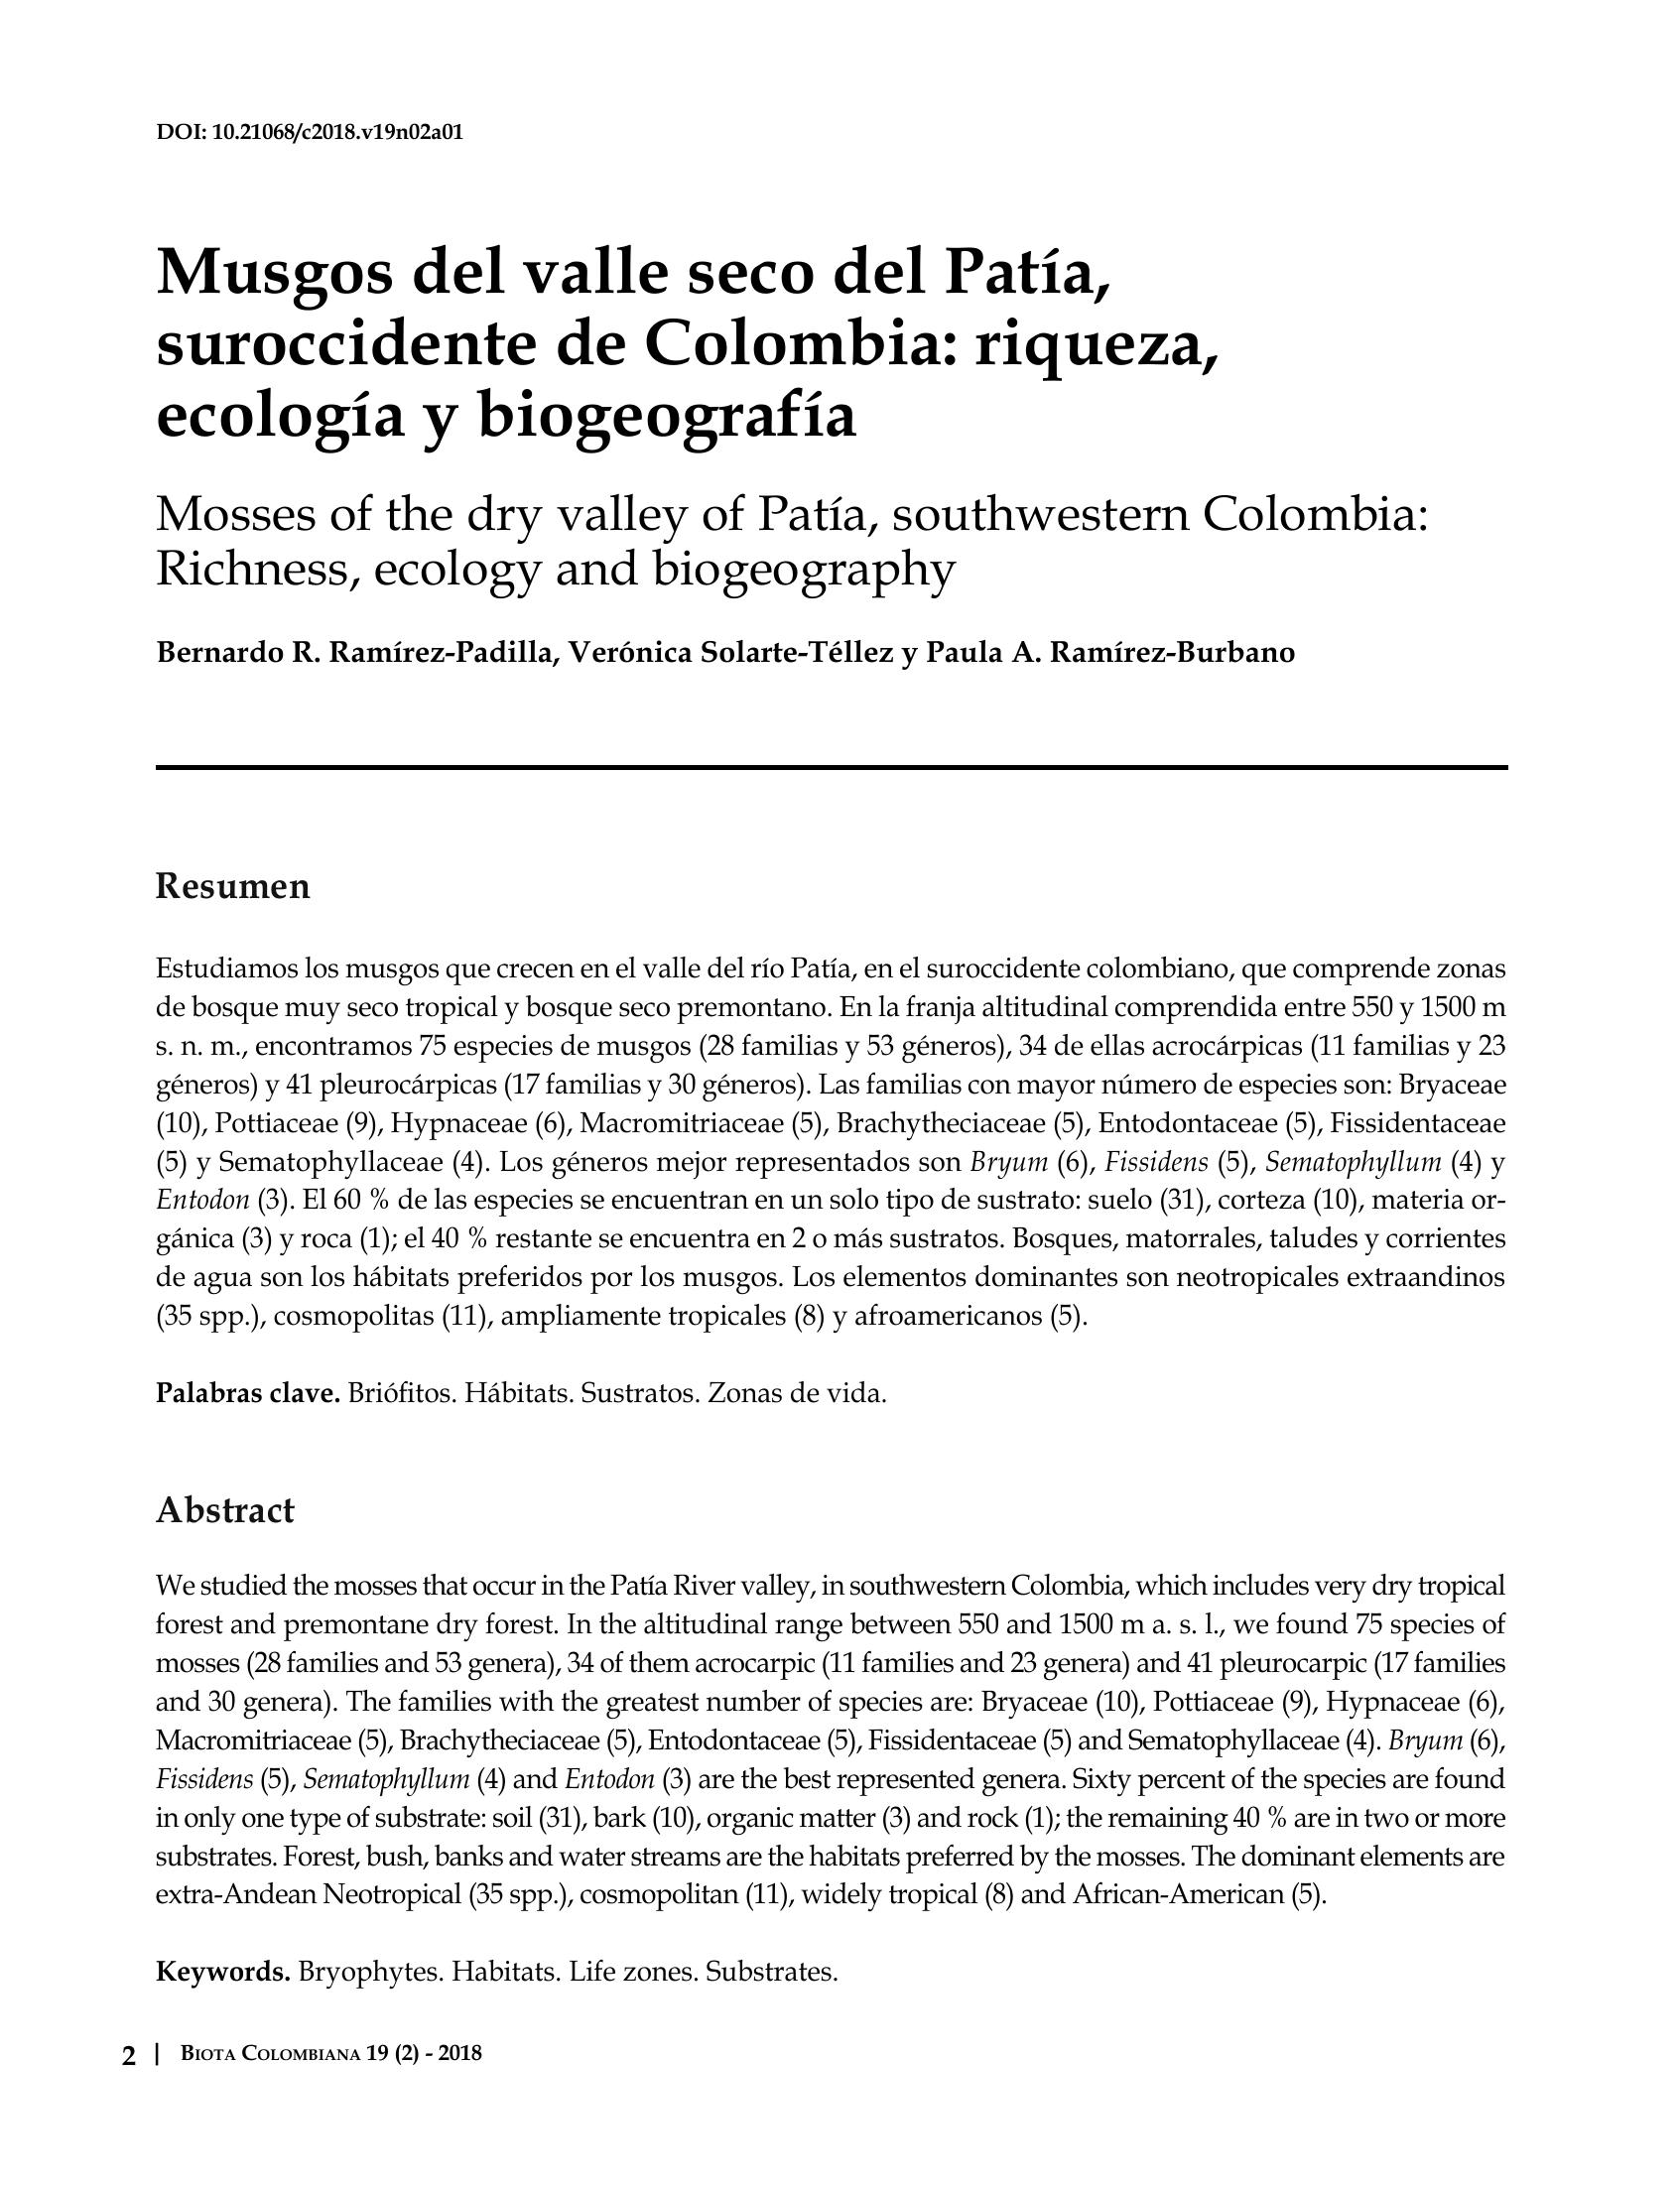 DOI: 10.21068/c2018.v19n02a01
Musgos del valle seco del Patía,
suroccidente de Colombia: riqueza,
ecología y biogeografía
Mosses of the dry valley of Patía, southwestern Colombia:
Richness, ecology and biogeography
Bernardo R. Ramírez-Padilla, Verónica Solarte-Téllez y Paula A. Ramírez-Burbano
Resumen
Estudiamos los musgos que crecen en el valle del río Patía, en el suroccidente colombiano, que comprende zonas
de bosque muy seco tropical y bosque seco premontano. En la franja altitudinal comprendida entre 550 y 1500 m
s. n. m., encontramos 75 especies de musgos (28 familias y 53 géneros), 34 de ellas acrocárpicas (11 familias y 23
géneros) y 41 pleurocárpicas (17 familias y 30 géneros). Las familias con mayor número de especies son: Bryaceae
(10), Pottiaceae (9), Hypnaceae (6), Macromitriaceae (5), Brachytheciaceae (5), Entodontaceae (5), Fissidentaceae
(5) y Sematophyllaceae (4). Los géneros mejor representados son Bryum (6), Fissidens (5), Sematophyllum (4) y
Entodon (3). El 60 % de las especies se encuentran en un solo tipo de sustrato: suelo (31), corteza (10), materia or-
gánica (3) y roca (1); el 40 % restante se encuentra en 2 o más sustratos. Bosques, matorrales, taludes y corrientes
de agua son los hábitats preferidos por los musgos. Los elementos dominantes son neotropicales extraandinos
(35 spp.), cosmopolitas (11), ampliamente tropicales (8) y afroamericanos (5).
Palabras clave. Briófitos. Hábitats. Sustratos. Zonas de vida.
Abstract
We studied the mosses that occur in the Patía River valley, in southwestern Colombia, which includes very dry tropical
forest and premontane dry forest. In the altitudinal range between 550 and 1500 m a. s. l., we found 75 species of
mosses (28 families and 53 genera), 34 of them acrocarpic (11 families and 23 genera) and 41 pleurocarpic (17 families
and 30 genera). The families with the greatest number of species are: Bryaceae (10), Pottiaceae (9), Hypnaceae (6),
Macromitriaceae (5), Brachytheciaceae (5), Entodontaceae (5), Fissidentaceae (5) and Sematophyllaceae (4). Bryum (6),
Fissidens (5), Sematophyllum (4) and Entodon (3) are the best represented genera. Sixty percent of the species are found
in only one type of substrate: soil (31), bark (10), organic matter (3) and rock (1); the remaining 40 % are in two or more
substrates. Forest, bush, banks and water streams are the habitats preferred by the mosses. The dominant elements are
extra-Andean Neotropical (35 spp.), cosmopolitan (11), widely tropical (8) and African-American (5).
Keywords. Bryophytes. Habitats. Life zones. Substrates.
2 | Biota Colombiana 19 (2) - 2018